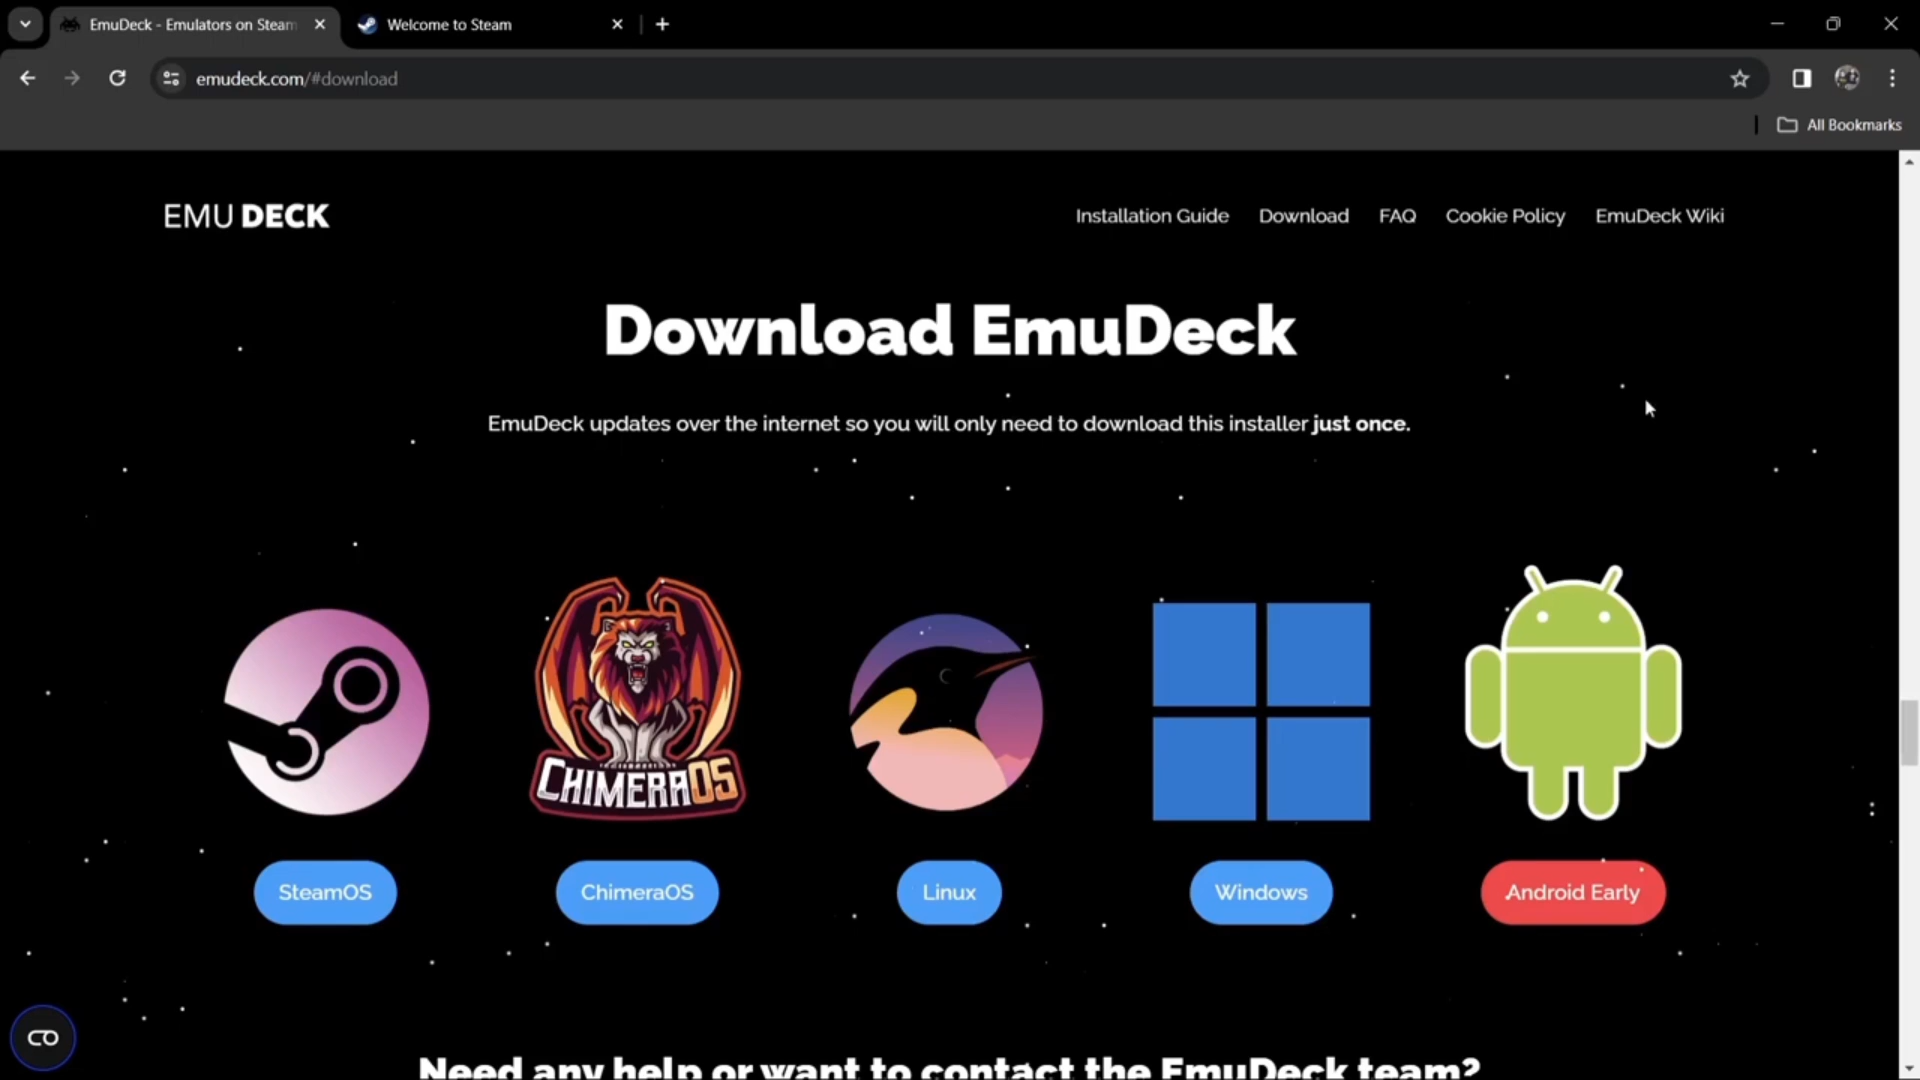 EmuDeck - Emulators on Steam
Welcome to Steam
emudeck.com/#download
All Bookmarks
EMU DECK
Installation Guide
Download
FAQ
Cookie Policy
EmuDeck Wiki
Download EmuDeck
EmuDeck updates over the internet so you will only need to download this installer just once.
CHIMERAOS
SteamOS
ChimeraOS
Linux
Windows
Android Early
Need any help or want to contact the EmuDeck team?